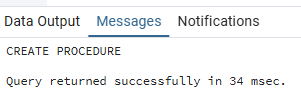 Data Output Messages Notifications
CREATE PROCEDURE
Query returned successfully in 34 msec.